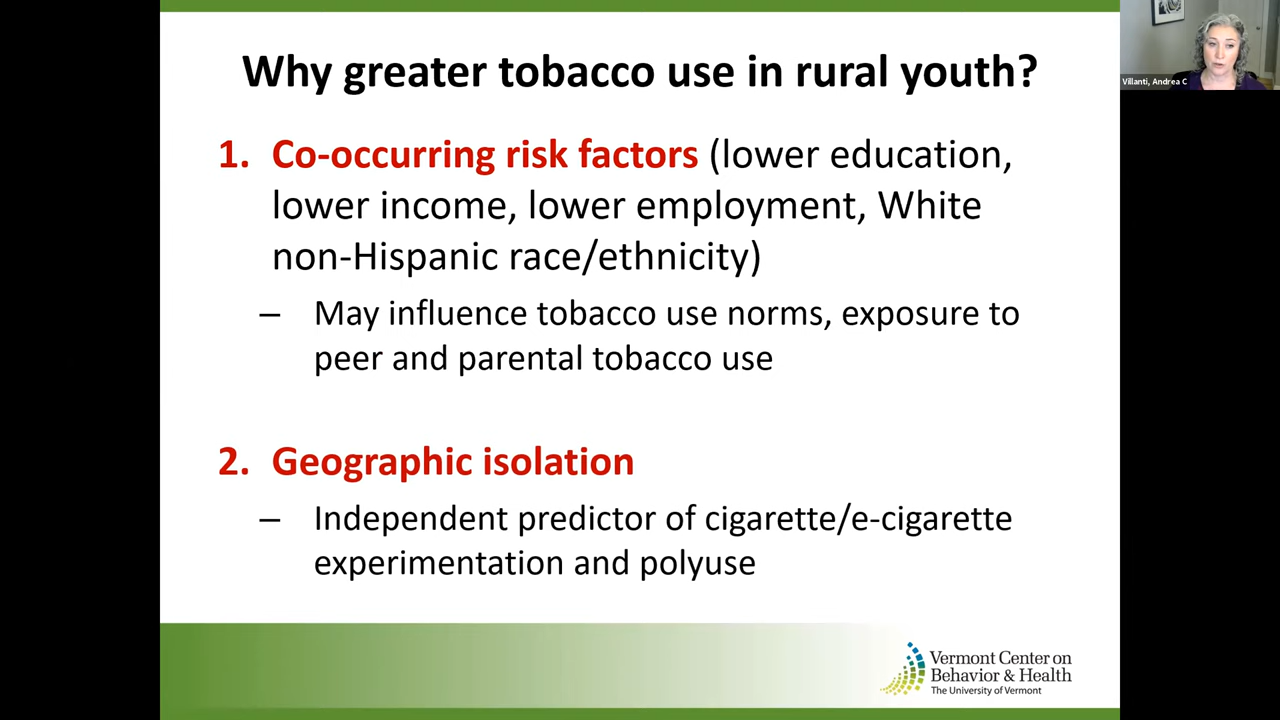 Why greater tobacco use in rural youth?
Villanti, Andrea C
1. Co-occurring risk factors (lower education,
lower income, lower employment, White
non-Hispanic race/ethnicity)
– May influence tobacco use norms, exposure to
peer and parental tobacco use
2. Geographic isolation
– Independent predictor of cigarette/e-cigarette
experimentation and polyuse
Vermont Center on
Behavior & Health
The University of Vermont